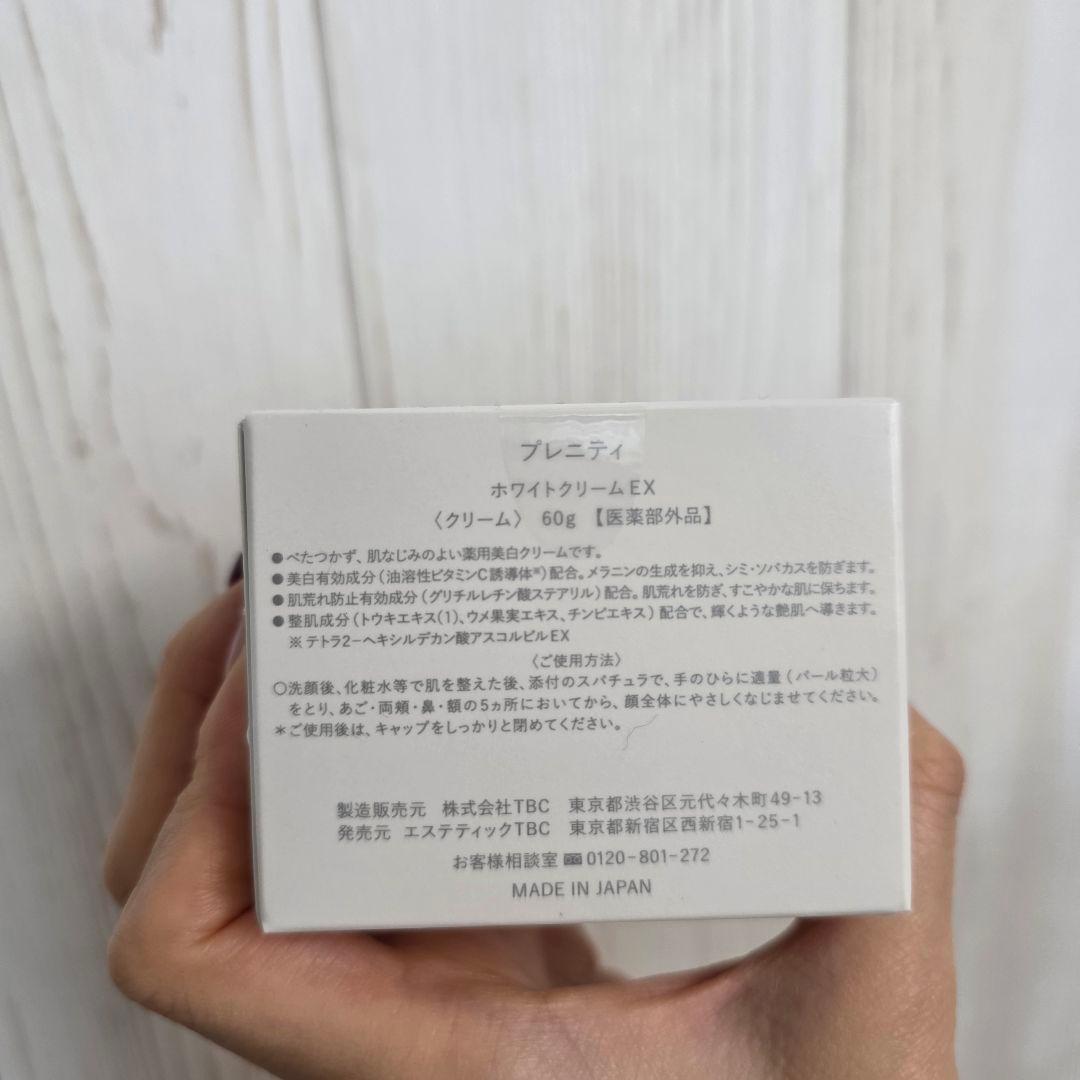 プレニティ
ホワイトクリームEX
〈クリーム〉 60g 【医薬部外品】
●べたつかず、肌なじみのよい薬用美白クリームです。
●美白有効成分（油溶性ビタミンC誘導体※）配合。メラニンの生成を抑え、シミ・ソバカスを防ぎます。
●肌荒れ防止有効成分（グリチルレチン酸ステアリル）配合。肌荒れを防ぎ、すこやかな肌に保ちます。
●整肌成分（トウキエキス(1)、ウメ果実エキス、チンピエキス）配合で、輝くような艶肌へ導きます。
※テトラ2-ヘキシルデカン酸アスコルビルEX
〈ご使用方法〉
○洗顔後、化粧水等で肌を整えた後、添付のスパチュラで、手のひらに適量（パール粒大）
をとり、あご・両頬・鼻・額の5ヵ所においてから、顔全体にやさしくなじませてください。
＊ご使用後は、キャップをしっかりと閉めてください。
製造販売元 株式会社TBC 東京都渋谷区元代々木町49-13
発売元 エステティックTBC 東京都新宿区西新宿1-25-1
お客様相談室 0120-801-272
MADE IN JAPAN